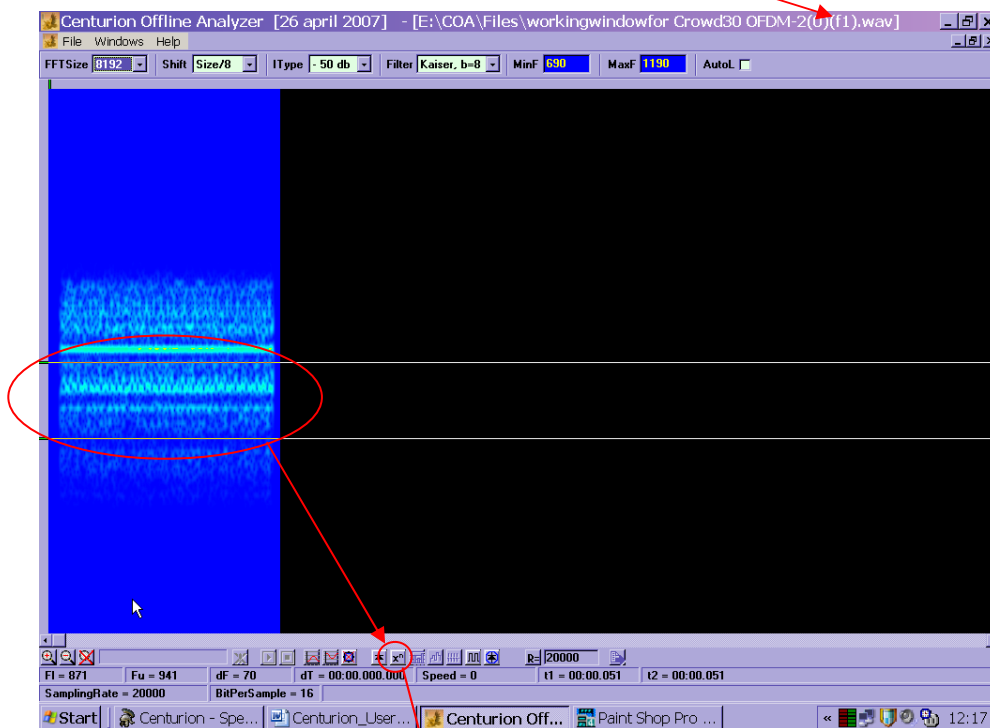 Centurion Offline Analyzer [26 april 2007] - [E:\COA\Files\workingwindowfor Crowd30 OFDM-2(0)(f1).wav]
File Windows Help
FFTSize 8192 Shift Size/8 IType - 50 db Filter Kaiser, b=8 MinF 690 MaxF 1190 AutoL
xⁿ R= 20000
Fl = 871 Fu = 941 dF = 70 dT = 00:00.000.000 Speed = 0 t1 = 00:00.051 t2 = 00:00.051
SamplingRate = 20000 BitPerSample = 16
Start Centurion - Spe... Centurion_User... Centurion Off... Paint Shop Pro ... « 12:17